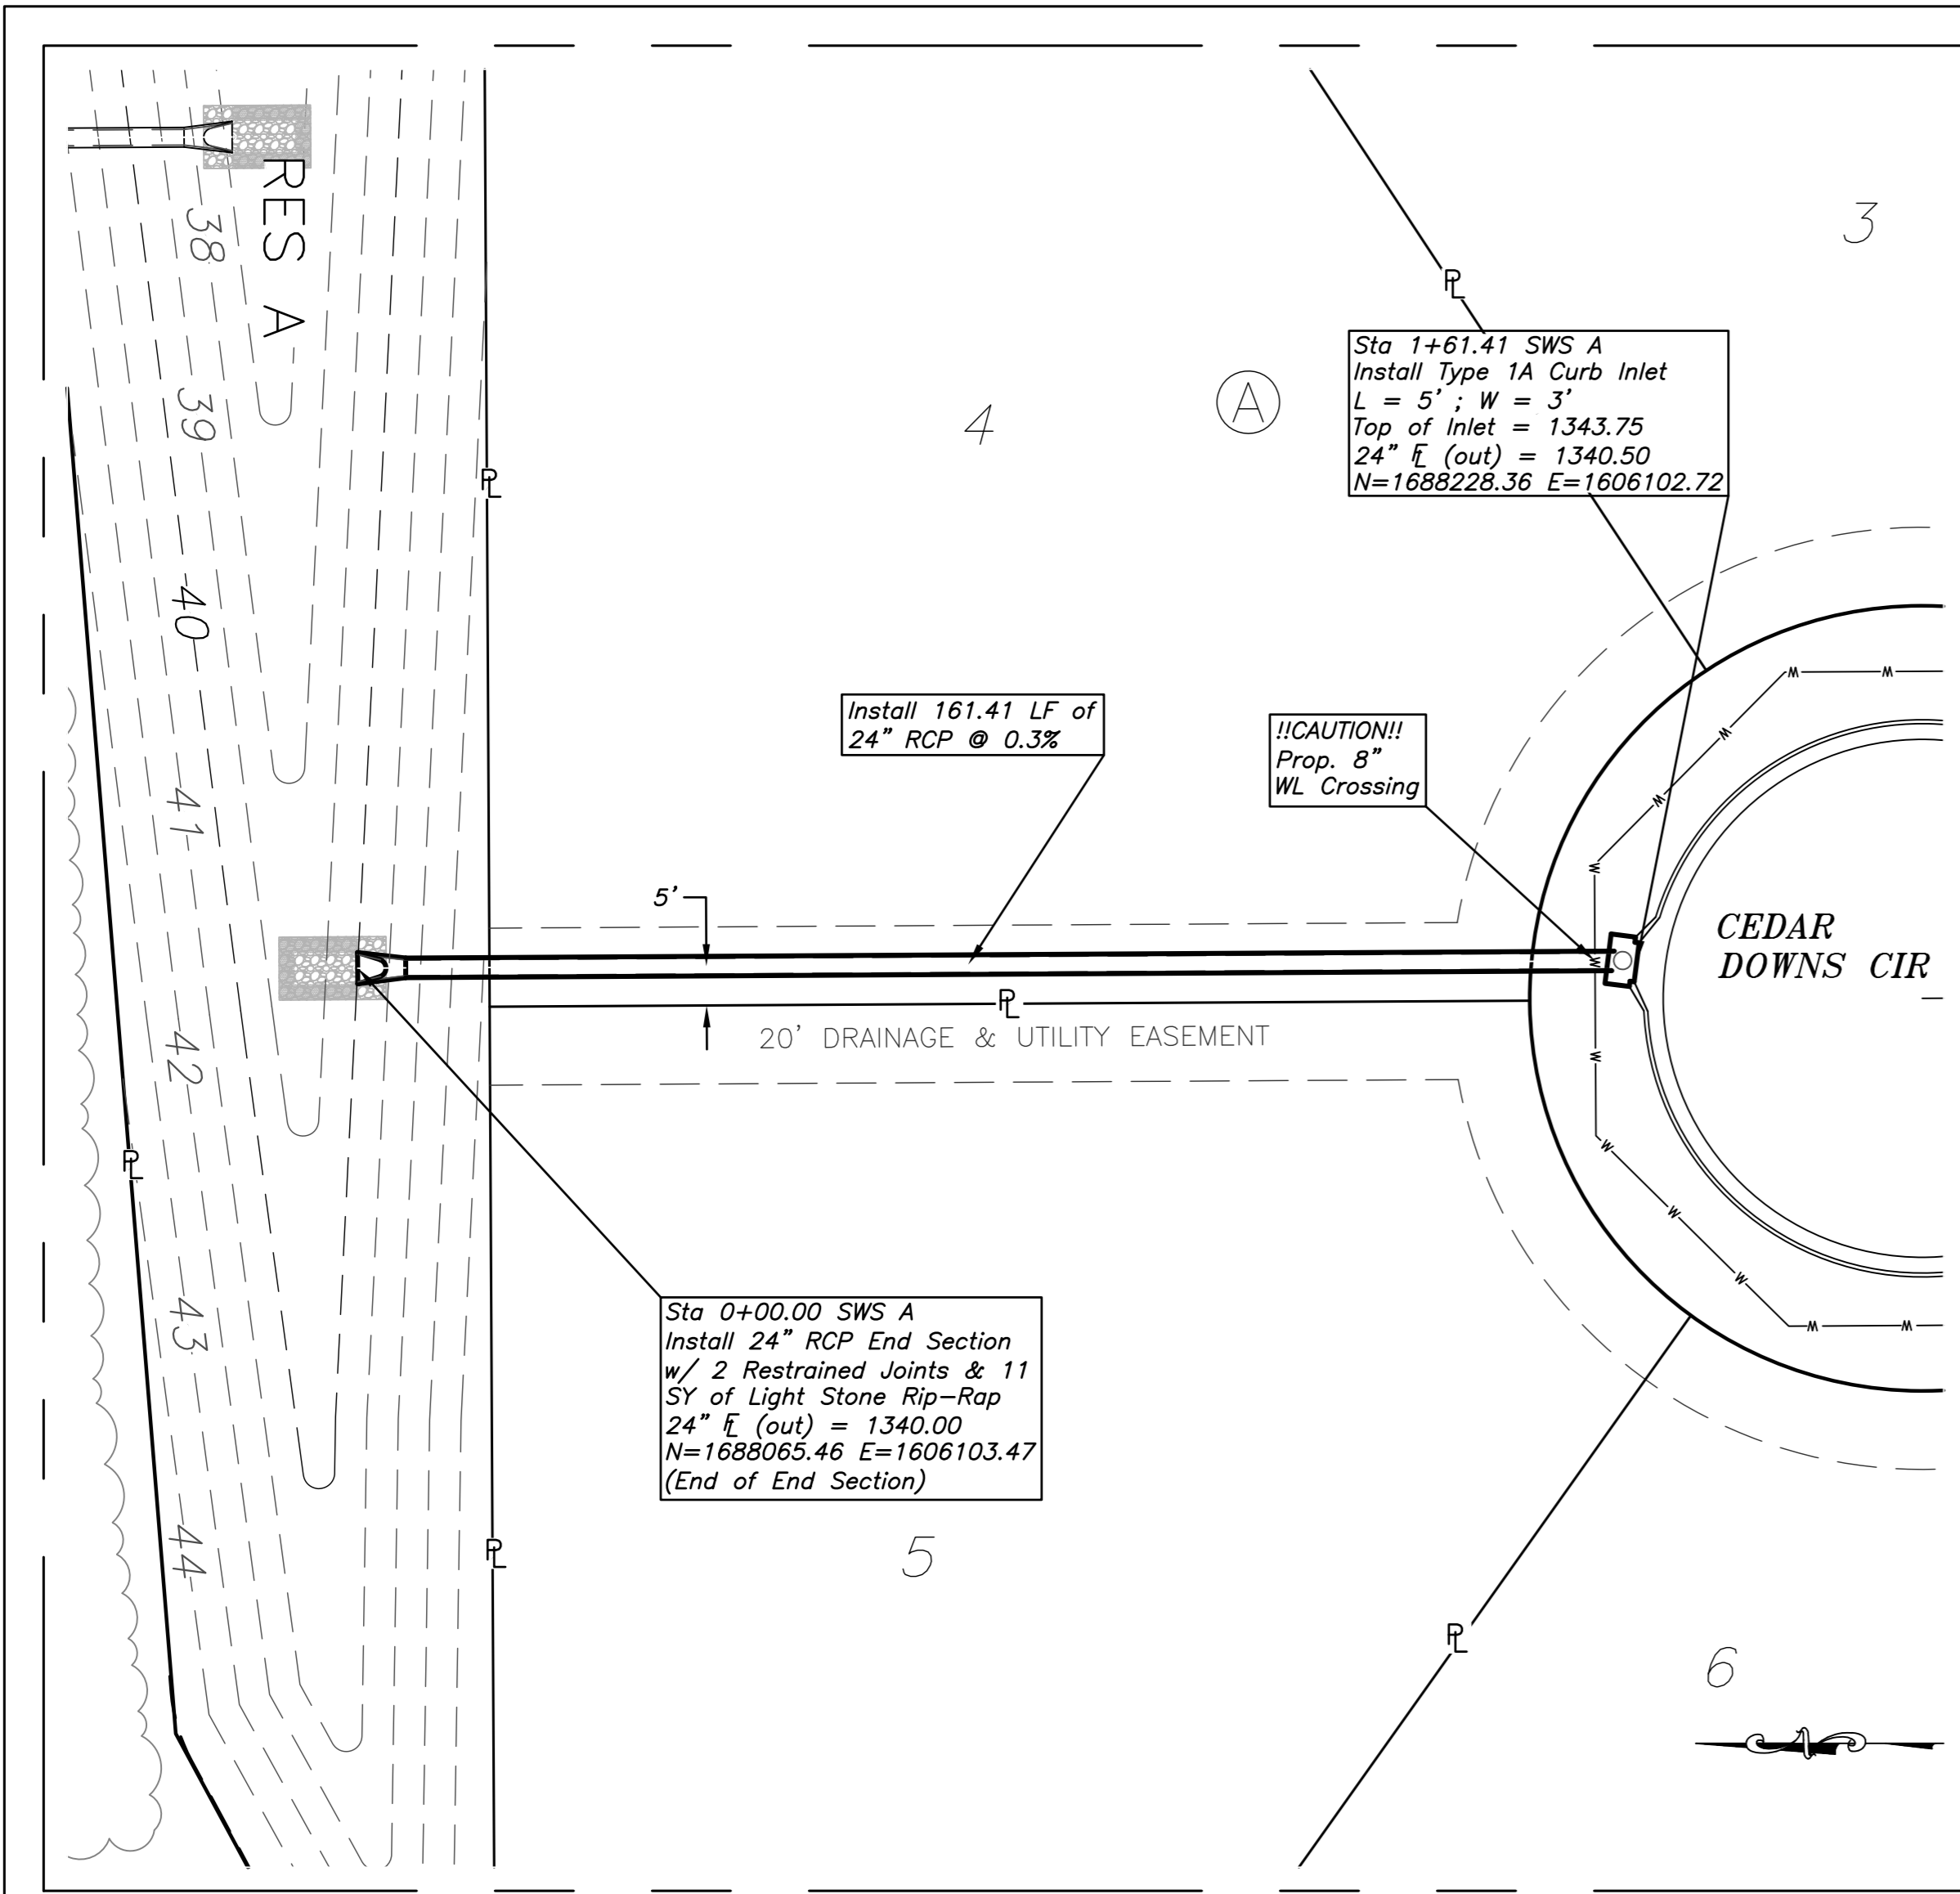 RES A
38
39
40
41
42
43
44
3
4
A
Sta 1+61.41 SWS A
Install Type 1A Curb Inlet
L = 5' ; W = 3'
Top of Inlet = 1343.75
24" FL (out) = 1340.50
N=1688228.36 E=1606102.72
PL
PL
Install 161.41 LF of
24" RCP @ 0.3%
!!CAUTION!!
Prop. 8"
WL Crossing
W
W
W
W
W
W
W
W
W
W
W
W
5'
CEDAR
DOWNS CIR
PL
20' DRAINAGE & UTILITY EASEMENT
PL
Sta 0+00.00 SWS A
Install 24" RCP End Section
w/ 2 Restrained Joints & 11
SY of Light Stone Rip-Rap
24" FL (out) = 1340.00
N=1688065.46 E=1606103.47
(End of End Section)
PL
5
PL
6
N